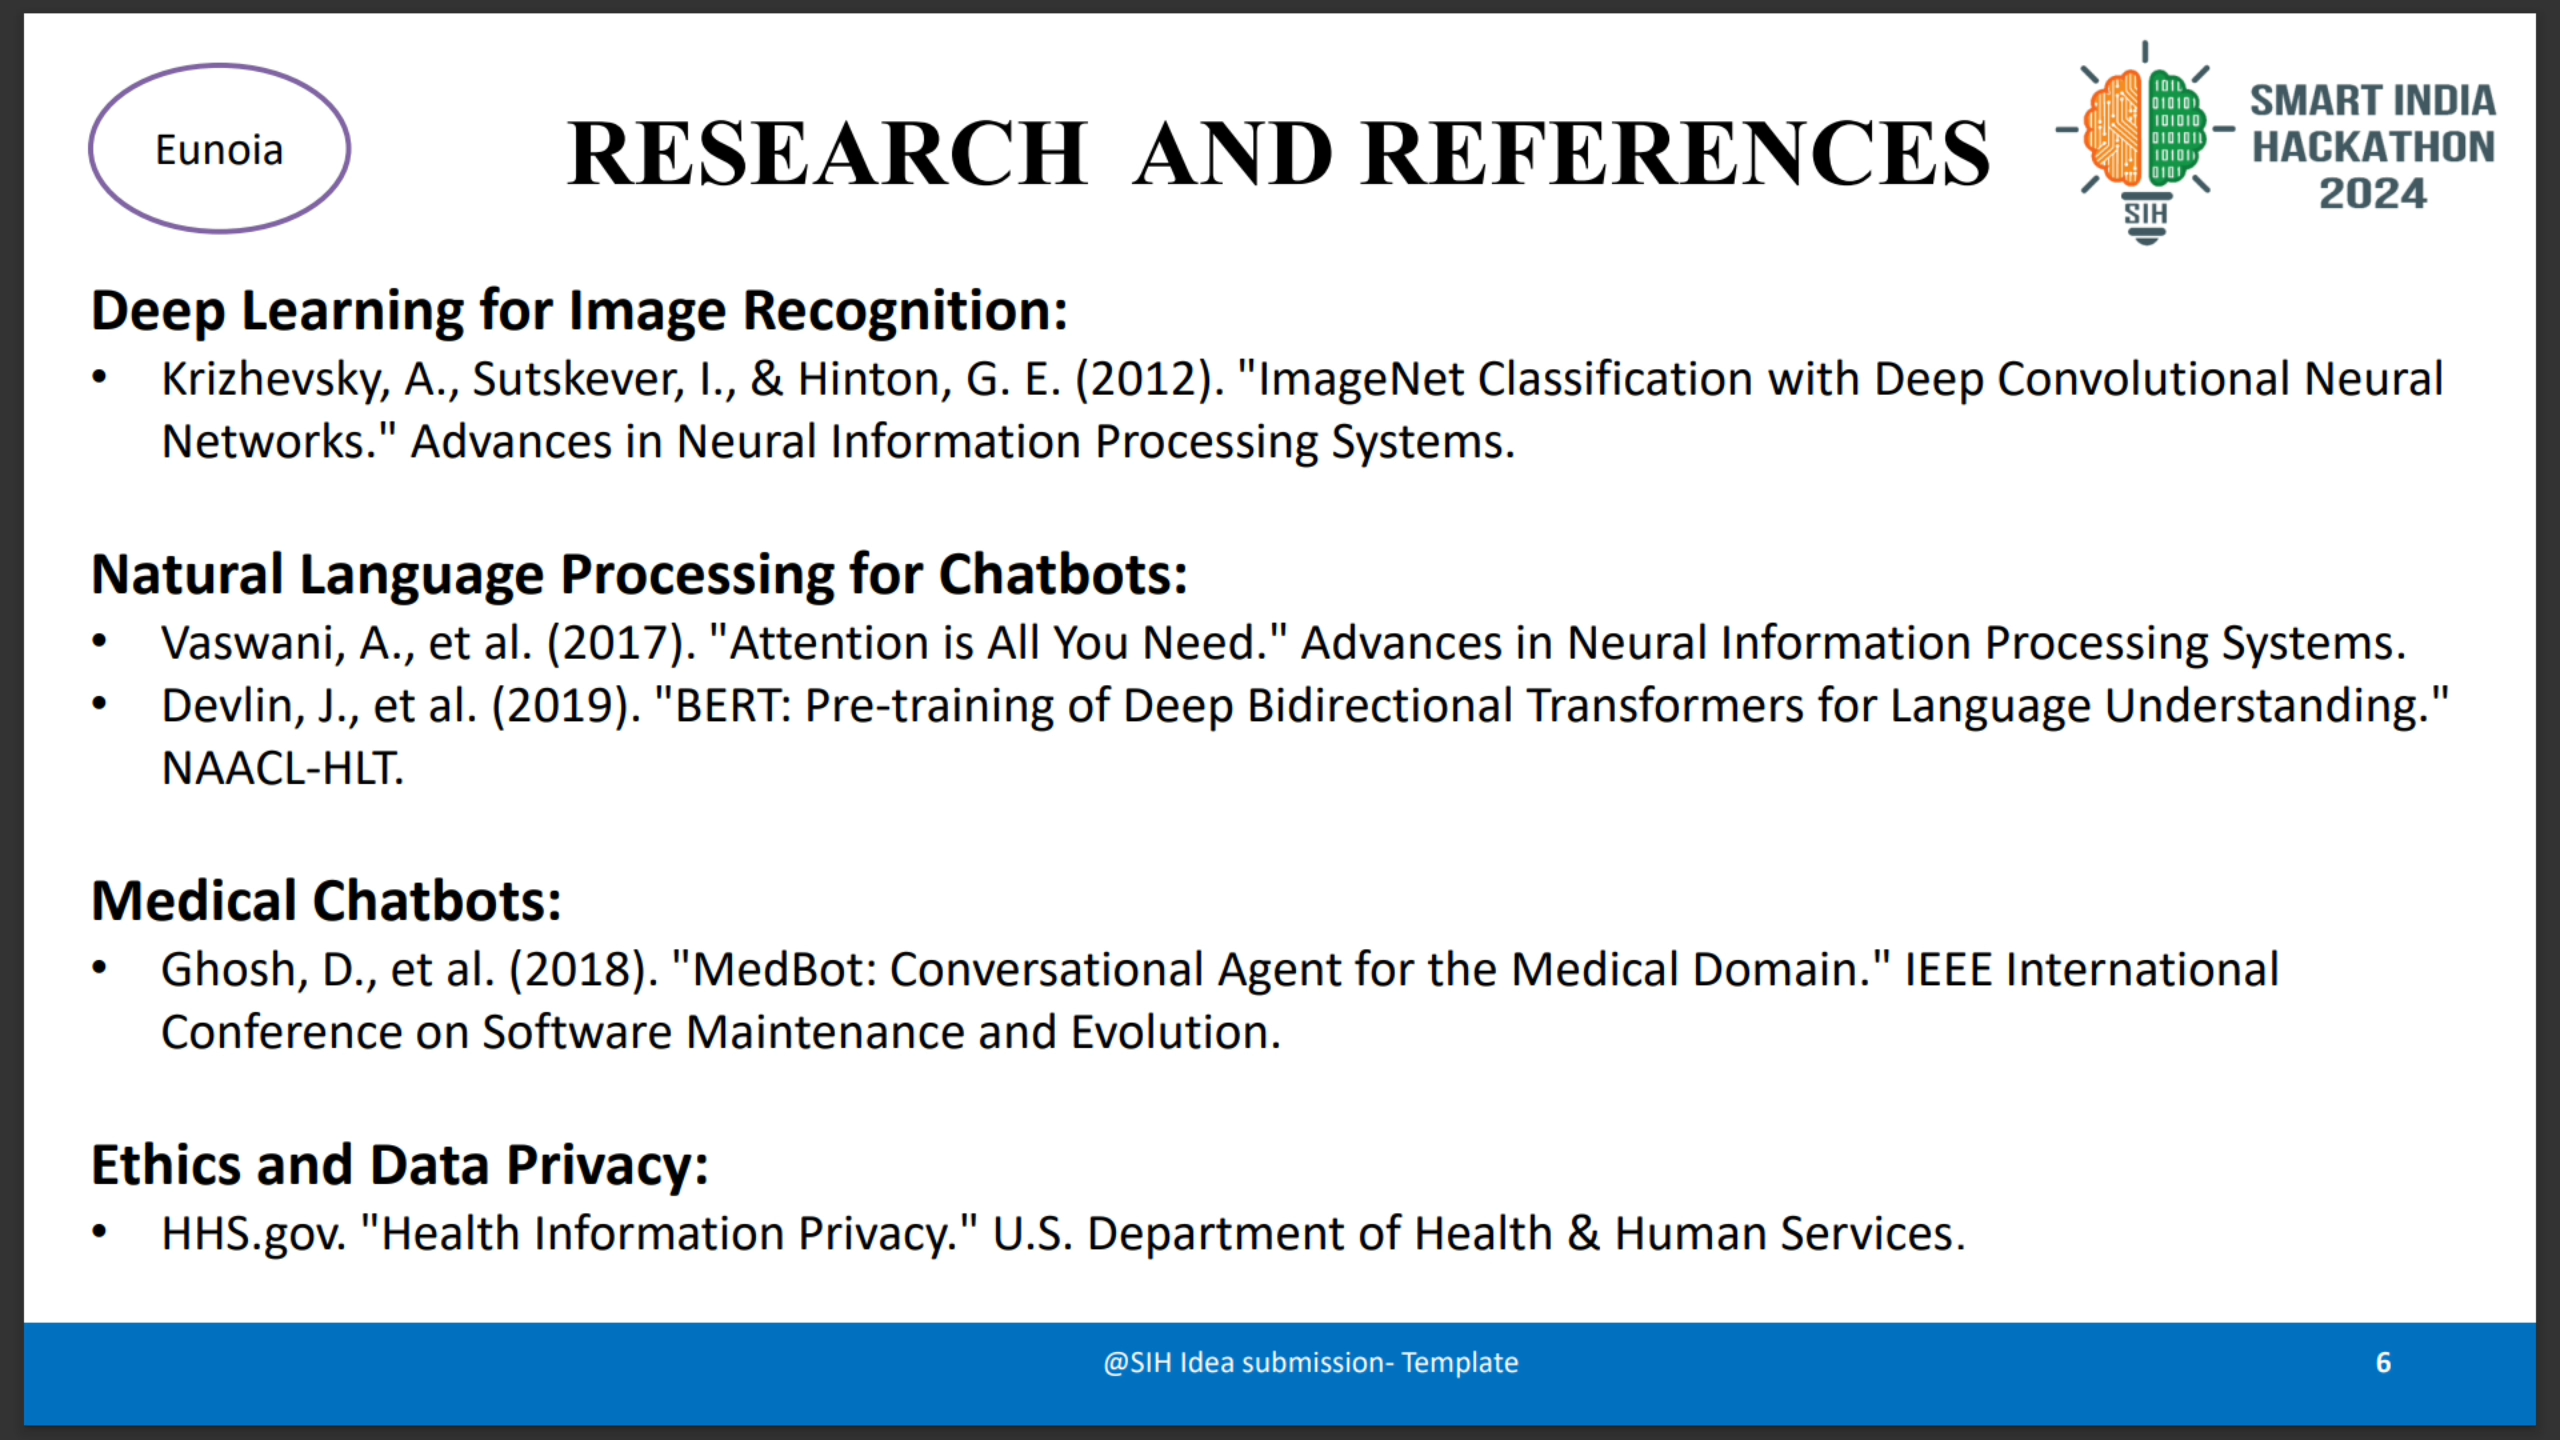 Eunoia
RESEARCH AND REFERENCES
SMART INDIA
HACKATHON
2024
SIH
Deep Learning for Image Recognition:
• Krizhevsky, A., Sutskever, I., & Hinton, G. E. (2012). "ImageNet Classification with Deep Convolutional Neural
Networks." Advances in Neural Information Processing Systems.
Natural Language Processing for Chatbots:
• Vaswani, A., et al. (2017). "Attention is All You Need." Advances in Neural Information Processing Systems.
• Devlin, J., et al. (2019). "BERT: Pre-training of Deep Bidirectional Transformers for Language Understanding."
NAACL-HLT.
Medical Chatbots:
• Ghosh, D., et al. (2018). "MedBot: Conversational Agent for the Medical Domain." IEEE International
Conference on Software Maintenance and Evolution.
Ethics and Data Privacy:
• HHS.gov. "Health Information Privacy." U.S. Department of Health & Human Services.
@SIH Idea submission- Template
6